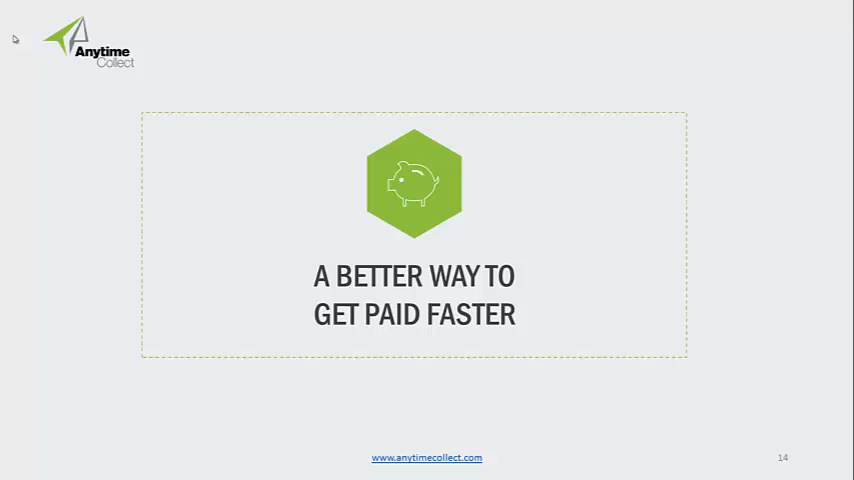 Anytime
Collect
A BETTER WAY TO
GET PAID FASTER
www.anytimecollect.com
14